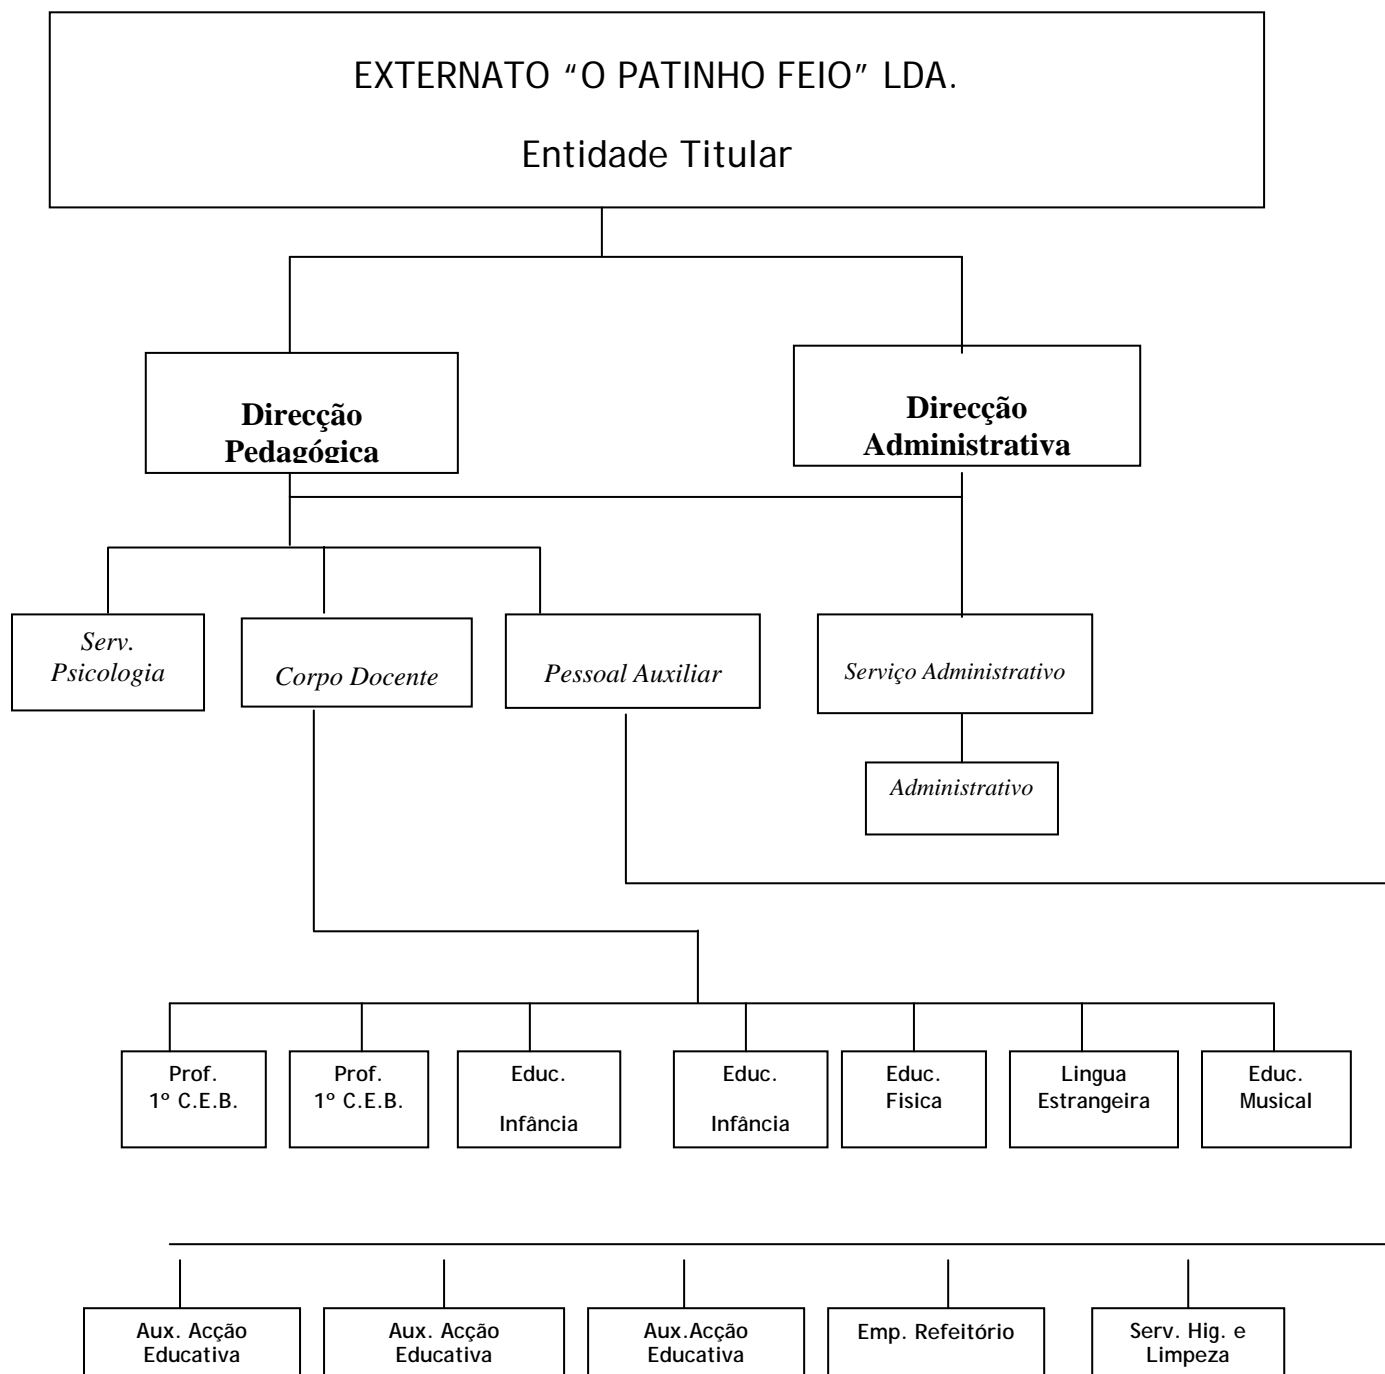 EXTERNATO “O PATINHO FEIO” LDA.
Entidade Titular
Direcção
Pedagógica
Direcção
Administrativa
Serv.
Psicologia
Corpo Docente
Pessoal Auxiliar
Serviço Administrativo
Administrativo
Prof.
1º C.E.B.
Prof.
1º C.E.B.
Educ.
Infância
Educ.
Infância
Educ.
Fisica
Lingua
Estrangeira
Educ.
Musical
Aux. Acção
Educativa
Aux. Acção
Educativa
Aux.Acção
Educativa
Emp. Refeitório
Serv. Hig. e
Limpeza